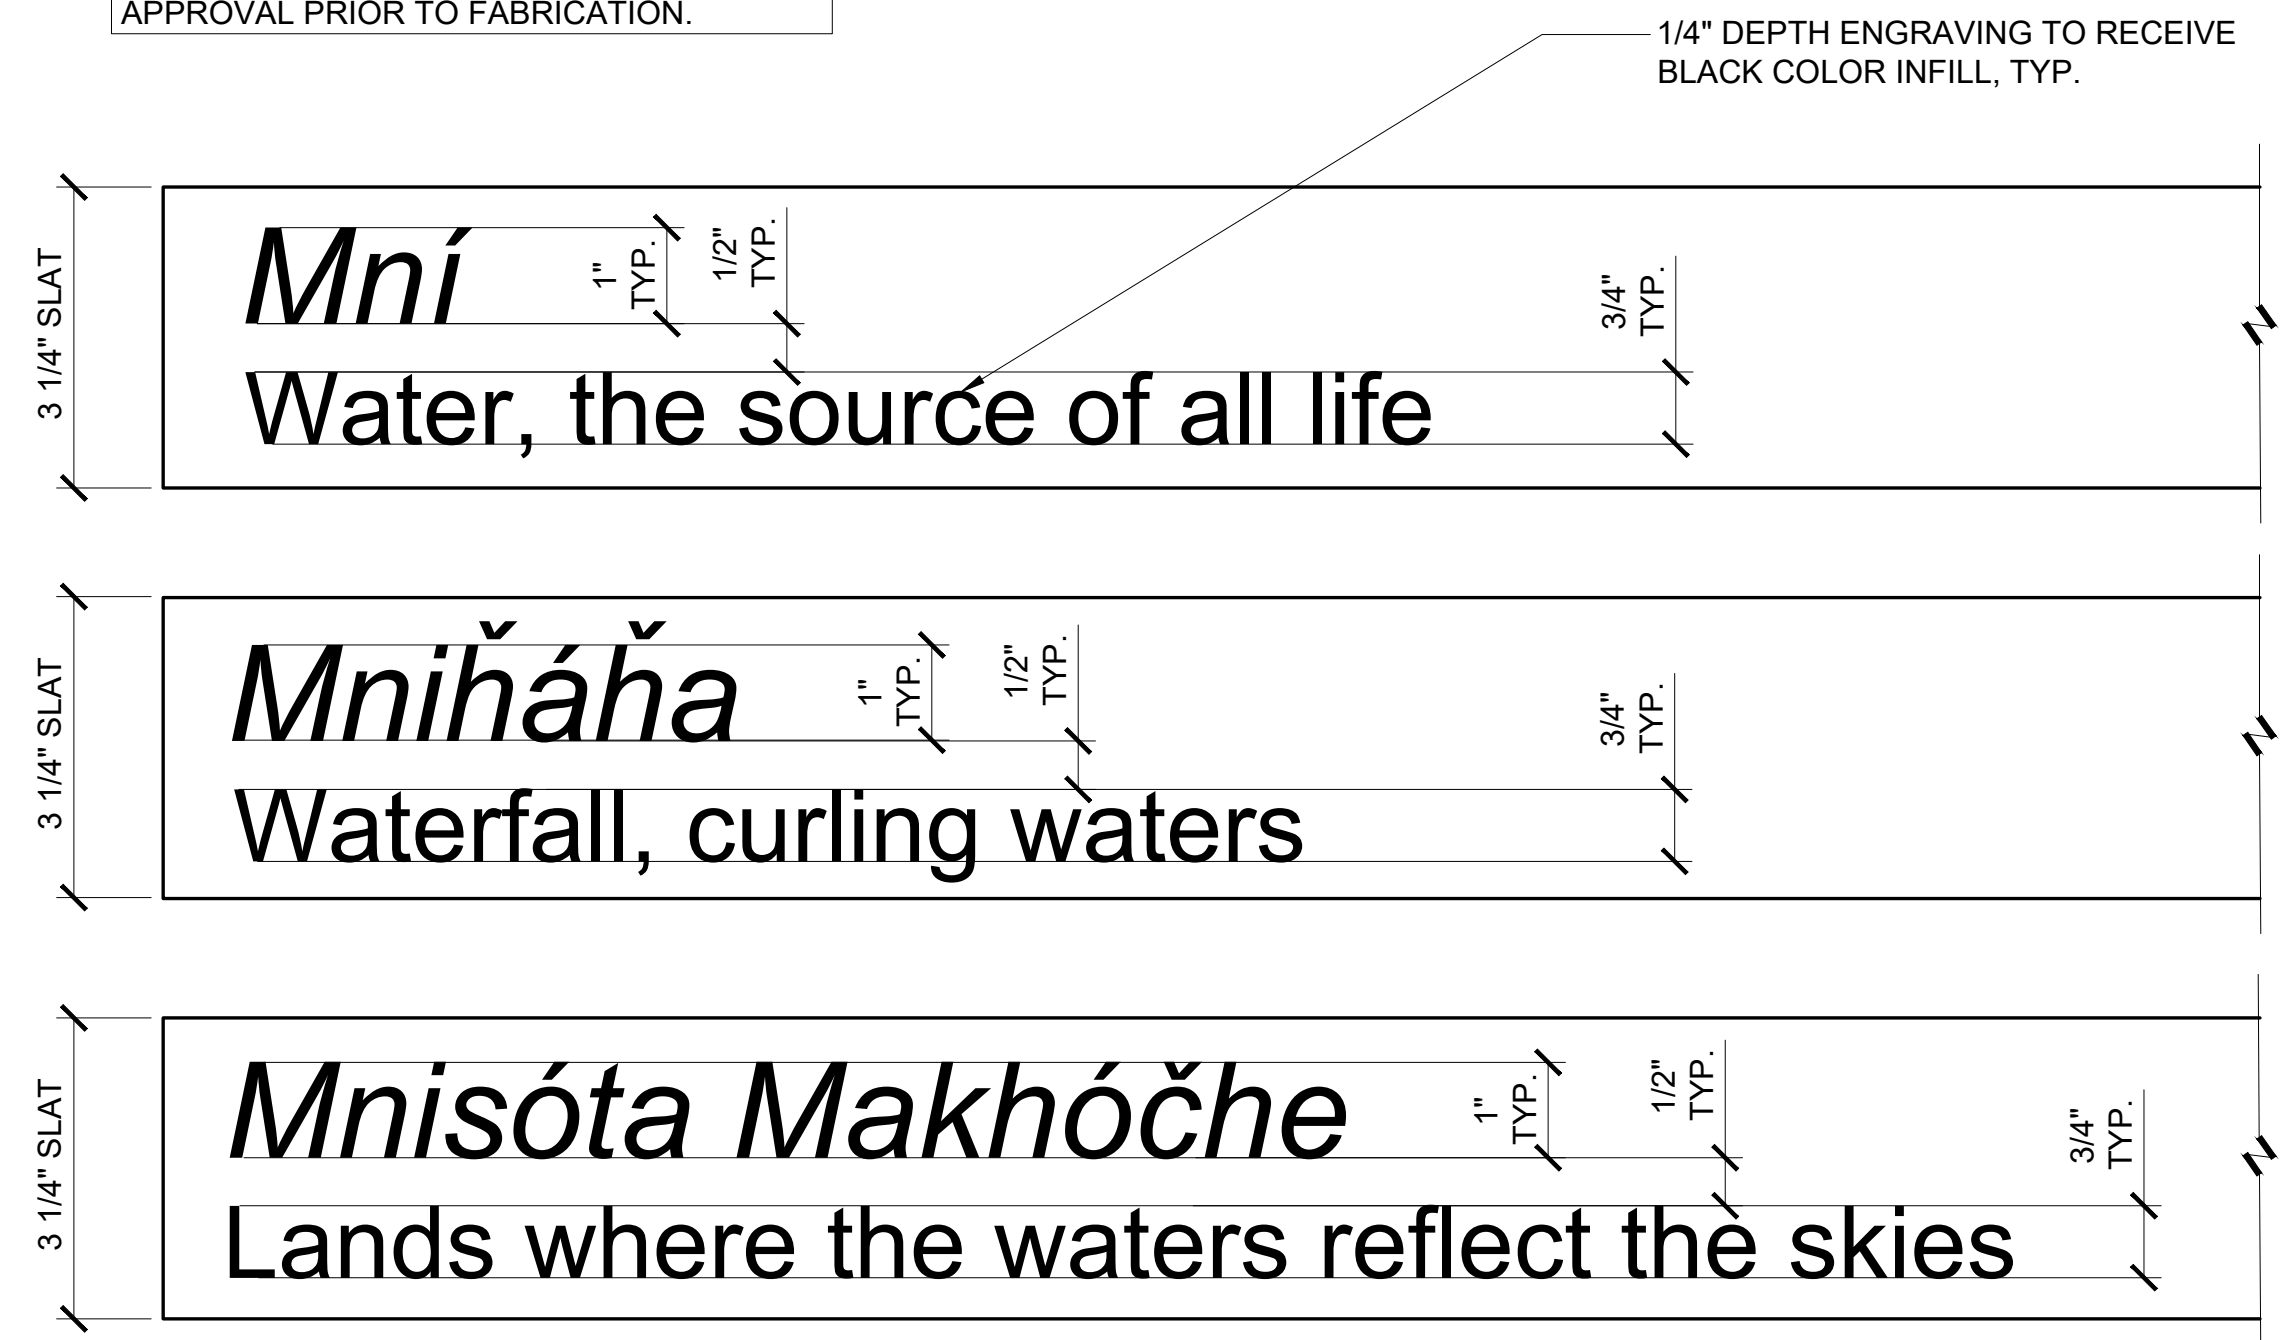 APPROVAL PRIOR TO FABRICATION.
1/4" DEPTH ENGRAVING TO RECEIVE
BLACK COLOR INFILL, TYP.
3 1/4" SLAT
Mní
1"
TYP.
1/2"
TYP.
3/4"
TYP.
Water, the source of all life
3 1/4" SLAT
Mniȟáȟa
1"
TYP.
1/2"
TYP.
3/4"
TYP.
Waterfall, curling waters
3 1/4" SLAT
Mnisóta Makhóčhe
1"
TYP.
1/2"
TYP.
3/4"
TYP.
Lands where the waters reflect the skies